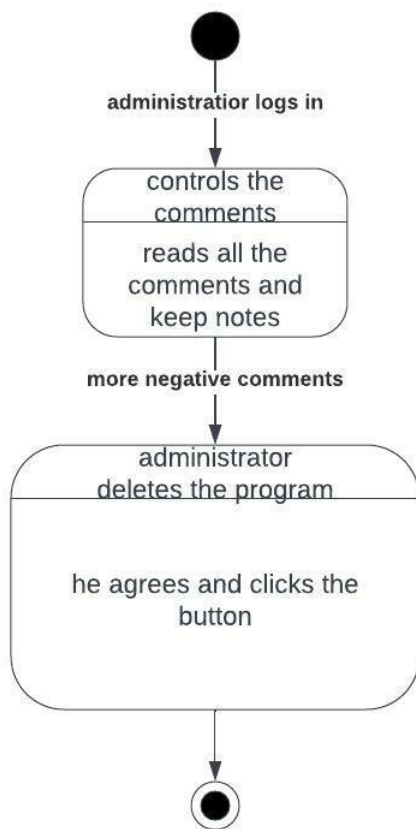 administratior logs in
controls the
comments
reads all the
comments and
keep notes
more negative comments
administrator
deletes the program
he agrees and clicks the
button